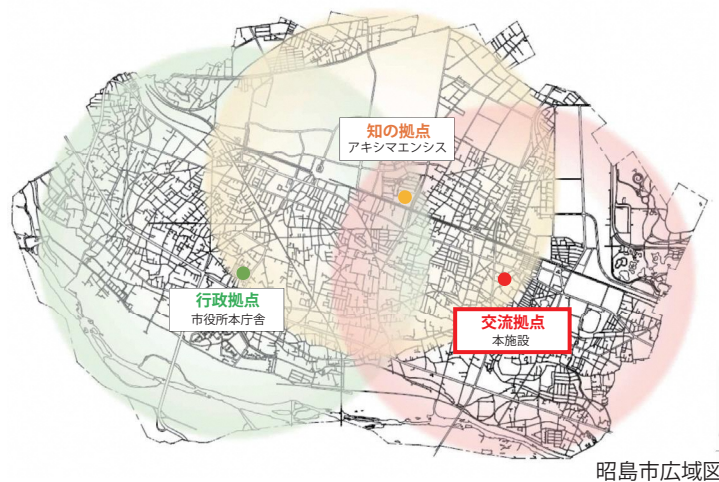 知の拠点
アキシマエンシス
行政拠点
市役所本庁舎
交流拠点
本施設
昭島市広域図